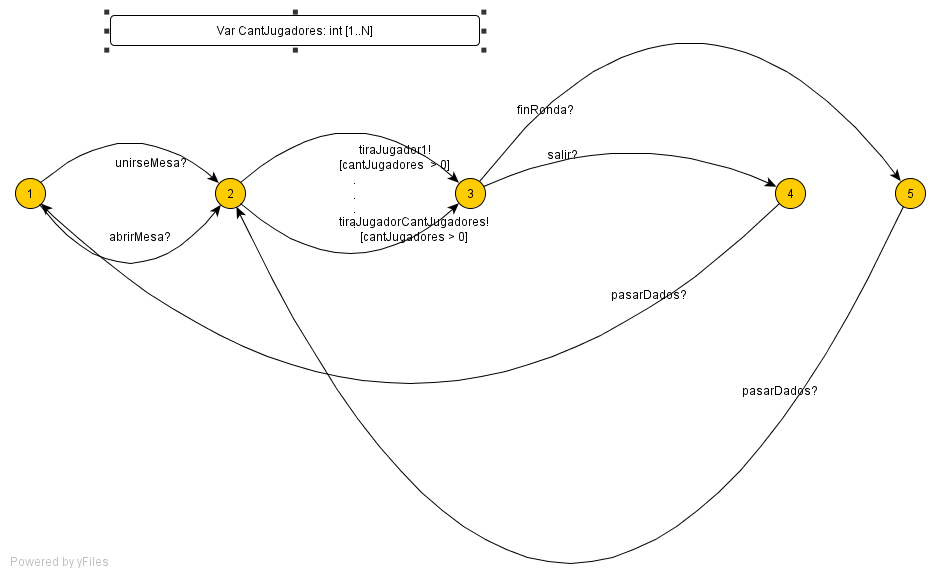 Var CantJugadores: int [1..N]
finRonda?
tiraJugador1!
[cantJugadores > 0]
.
.
.
tiraJugadorCantJugadores!
[cantJugadores > 0]
unirseMesa?
salir?
1
2
3
4
5
abrirMesa?
pasarDados?
pasarDados?
Powered by yFiles